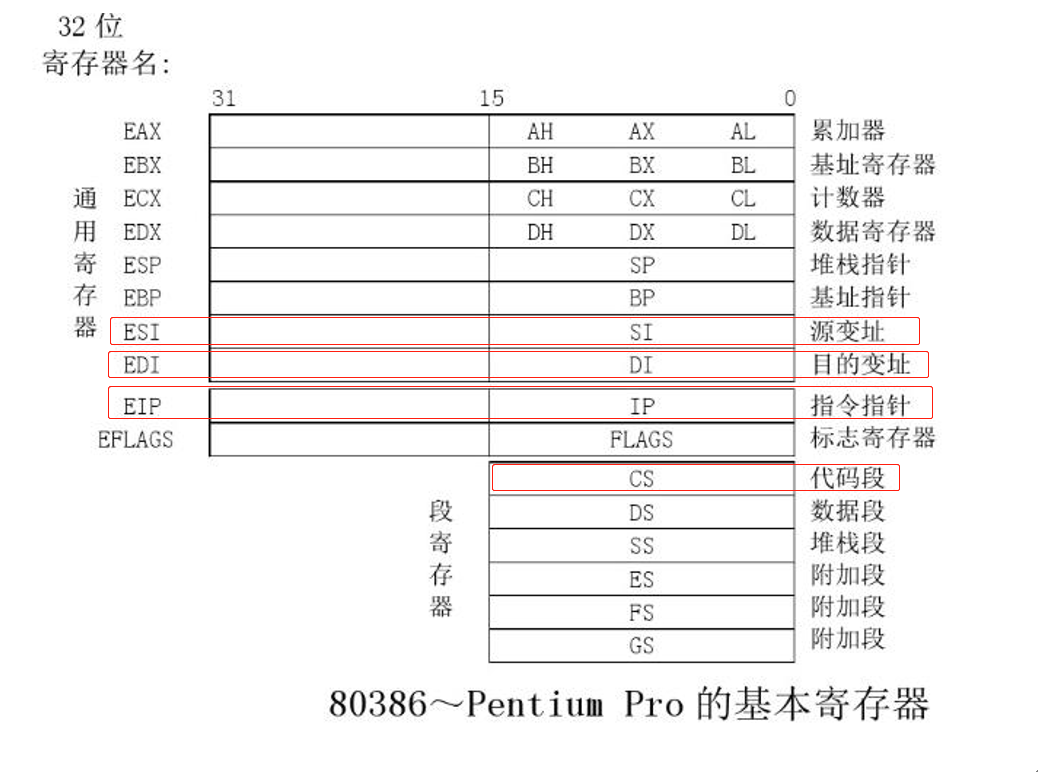 32 位
寄存器名:
31 15 0
EAX AH AX AL 累加器
EBX BH BX BL 基址寄存器
通用寄存器
ECX CH CX CL 计数器
EDX DH DX DL 数据寄存器
ESP SP 堆栈指针
EBP BP 基址指针
ESI SI 源变址
EDI DI 目的变址
EIP IP 指令指针
EFLAGS FLAGS 标志寄存器
CS 代码段
段寄存器
DS 数据段
SS 堆栈段
ES 附加段
FS 附加段
GS 附加段
80386～Pentium Pro 的基本寄存器